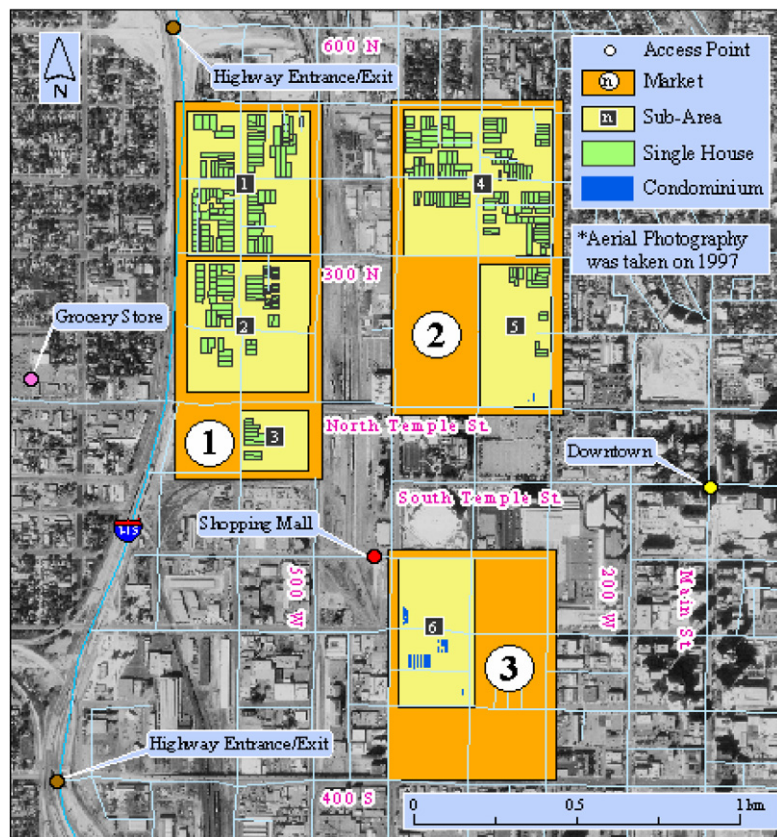 600 N
Highway Entrance/Exit
N
Access Point
n Market
n Sub-Area
Single House
Condominium
*Aerial Photography
was taken on 1997
1
4
300 N
2
5
2
Grocery Store
1
3
North Temple St.
Downtown
South Temple St.
Shopping Mall
I-15
500 W
200 W
Main St
6
3
Highway Entrance/Exit
400 S
0 0.5 1 km